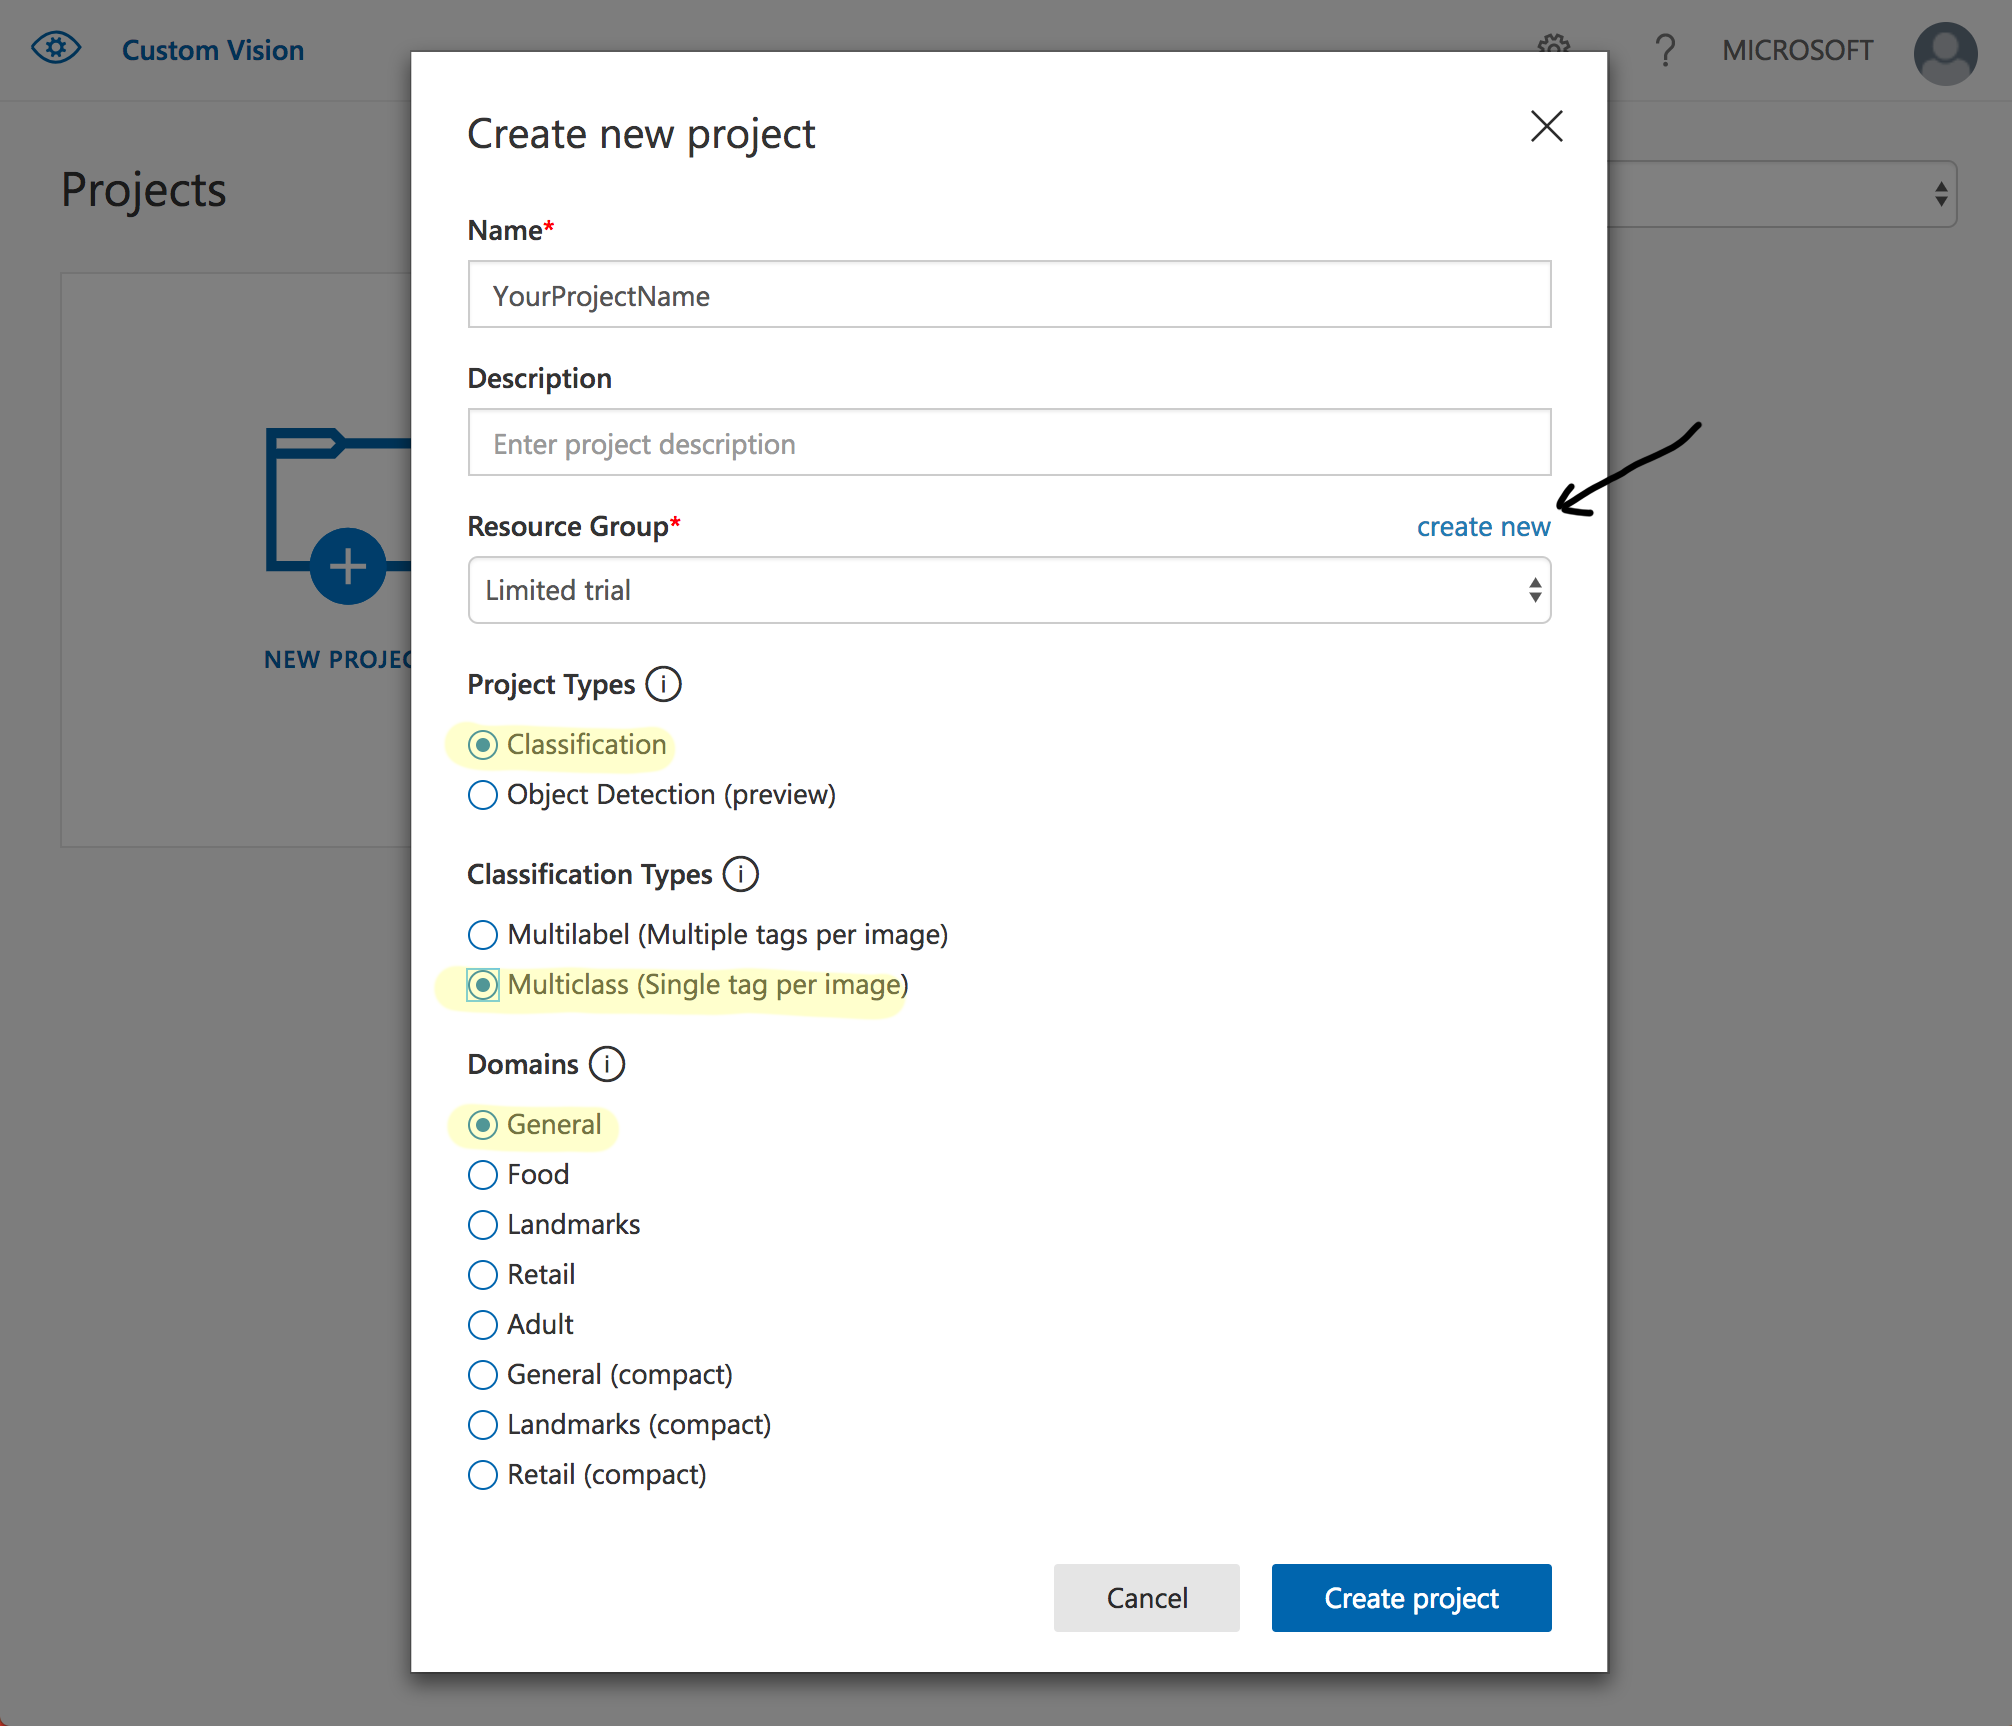 Custom Vision
MICROSOFT
Projects
NEW PROJEC
Create new project
Name*
YourProjectName
Description
Enter project description
Resource Group*
create new
Limited trial
Project Types
Classification
Object Detection (preview)
Classification Types
Multilabel (Multiple tags per image)
Multiclass (Single tag per image)
Domains
General
Food
Landmarks
Retail
Adult
General (compact)
Landmarks (compact)
Retail (compact)
Cancel
Create project